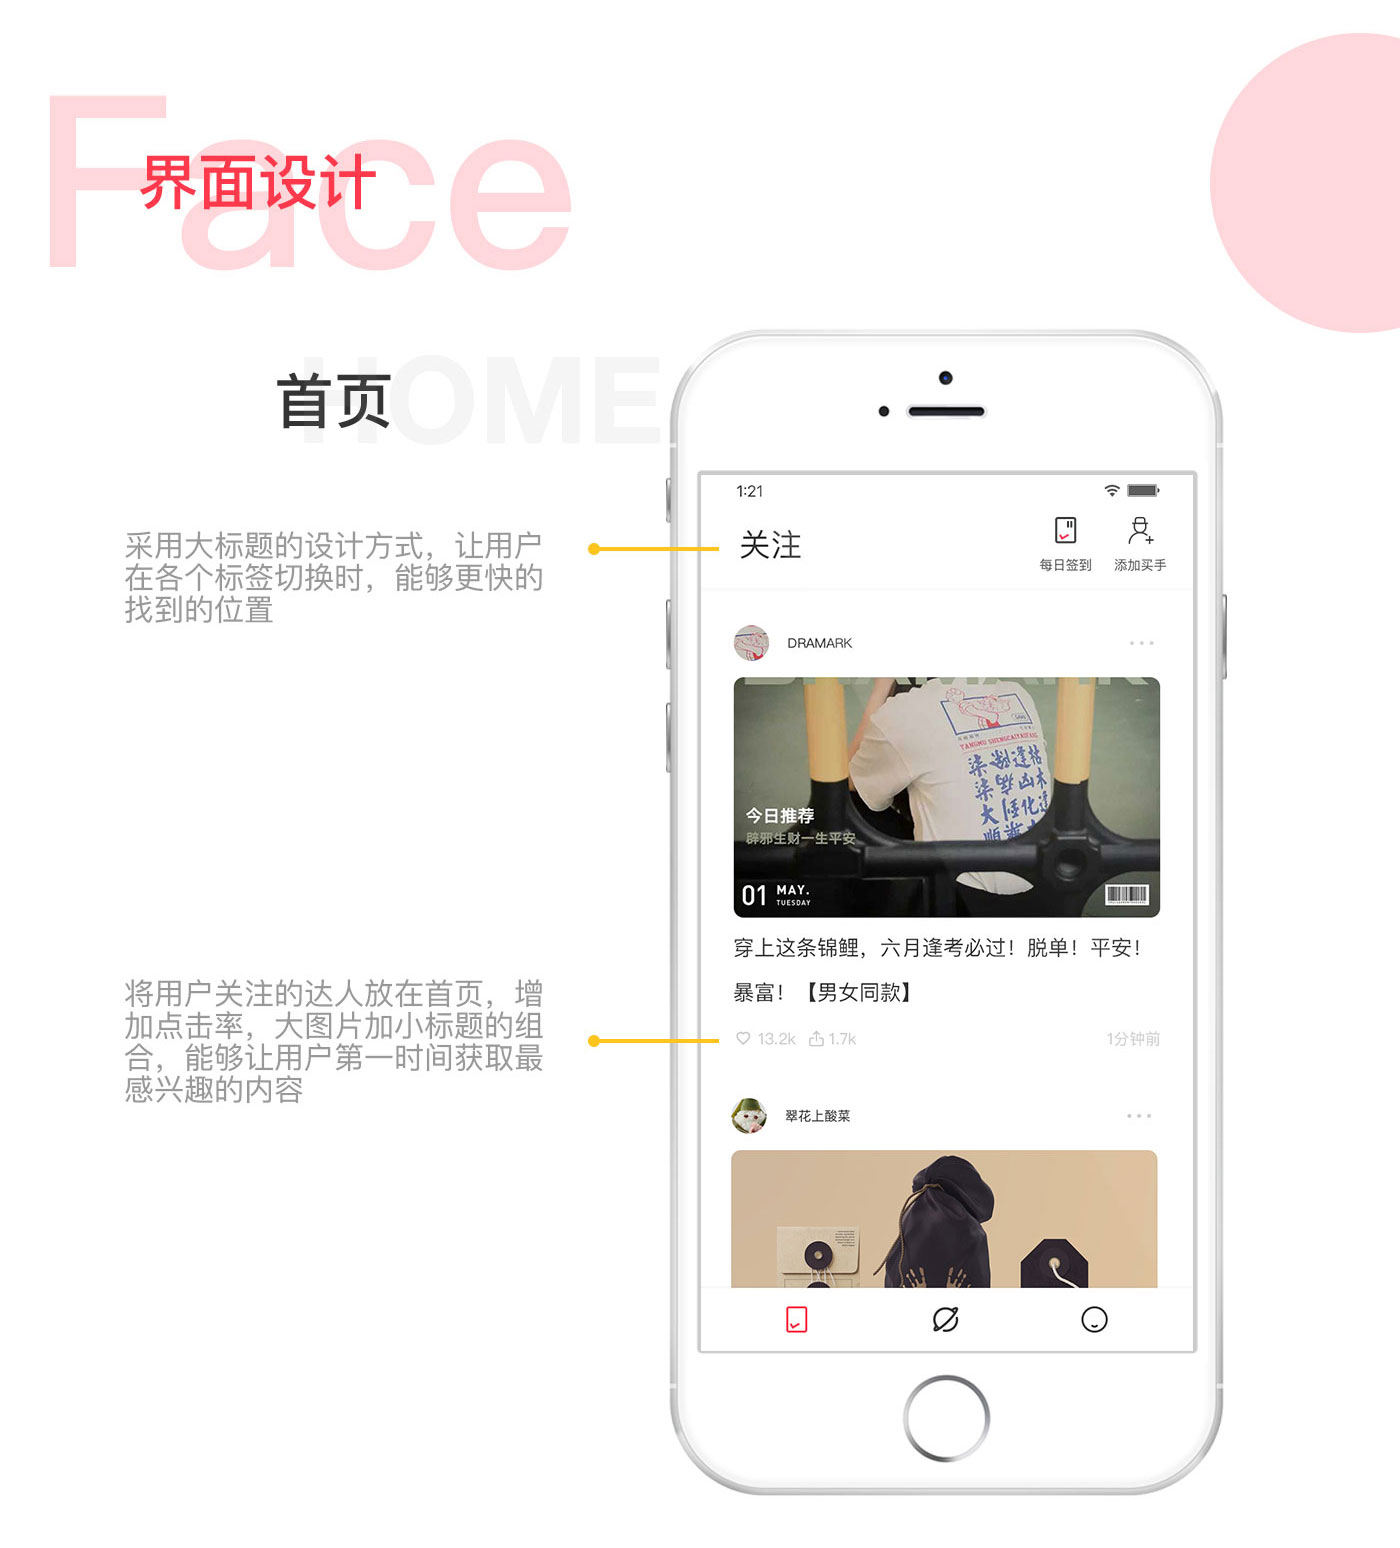 Face
界面设计
HOME
首页
采用大标题的设计方式，让用户
在各个标签切换时，能够更快的
找到的位置
将用户关注的达人放在首页，增
加点击率，大图片加小标题的组
合，能够让用户第一时间获取最
感兴趣的内容
1:21
关注
每日签到
添加买手
DRAMARK
YANGMU SHENGCAIYAOFANG
今日推荐
辟邪生财一生平安
01 MAY.
TUESDAY
穿上这条锦鲤，六月逢考必过！脱单！平安！
暴富！【男女同款】
13.2k 1.7k 1分钟前
翠花上酸菜